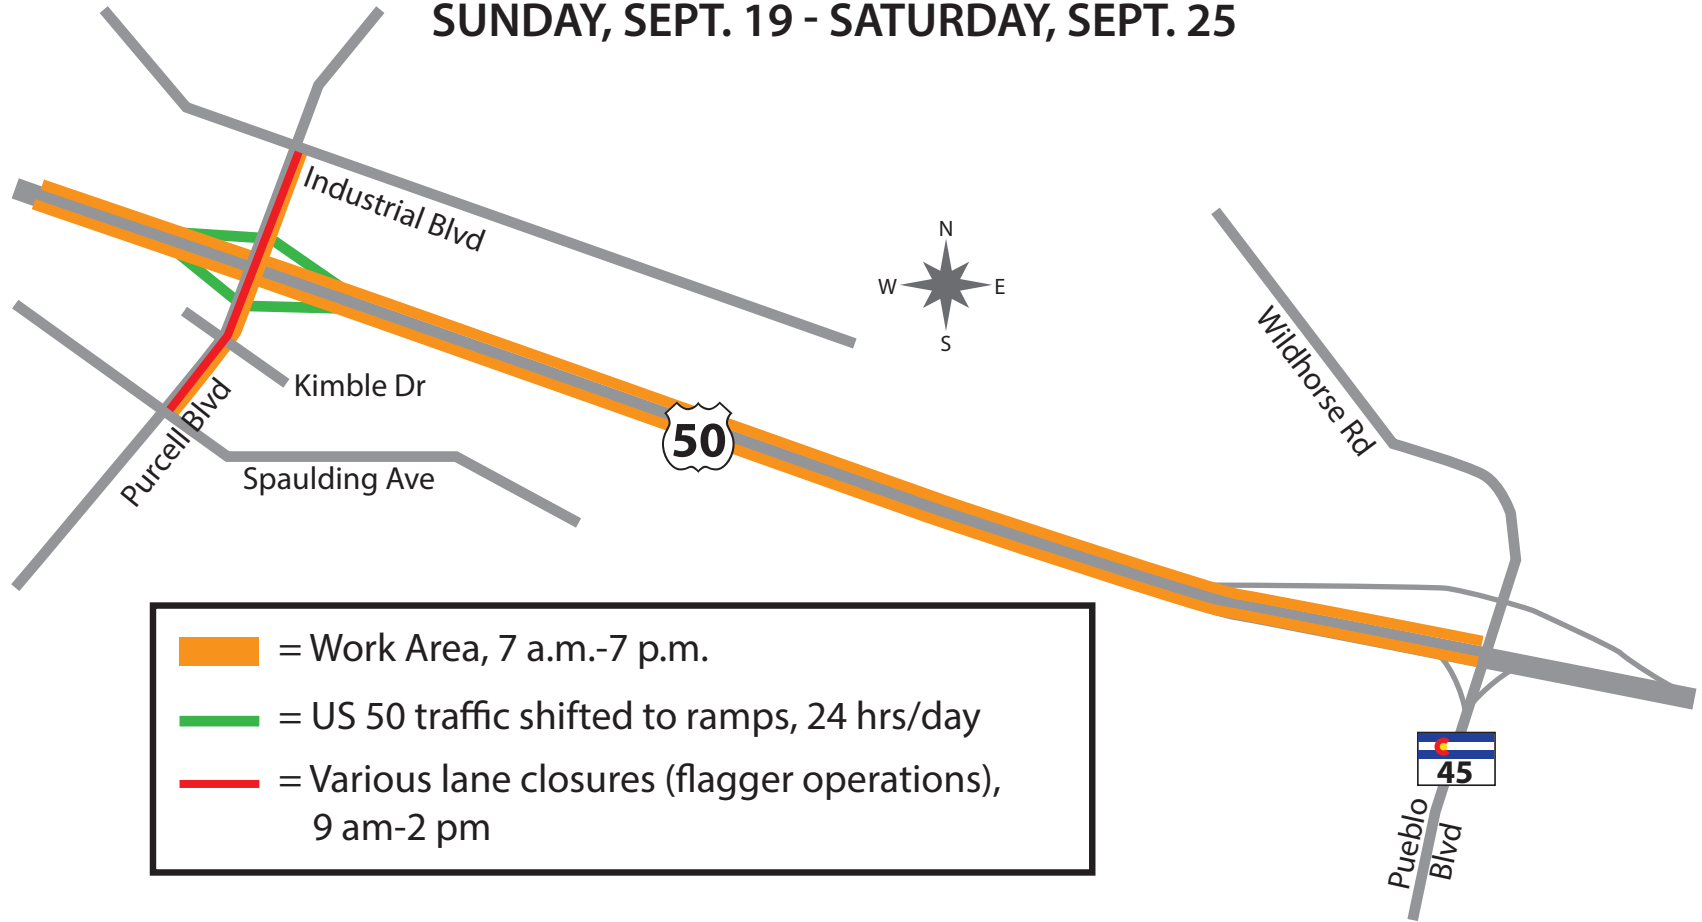 SUNDAY, SEPT. 19 - SATURDAY, SEPT. 25
Industrial Blvd
N
W
E
S
Wildhorse Rd
Kimble Dr
Purcell Blvd
50
Spaulding Ave
= Work Area, 7 a.m.-7 p.m.
= US 50 traffic shifted to ramps, 24 hrs/day
= Various lane closures (flagger operations),
9 am-2 pm
45
Pueblo
Blvd